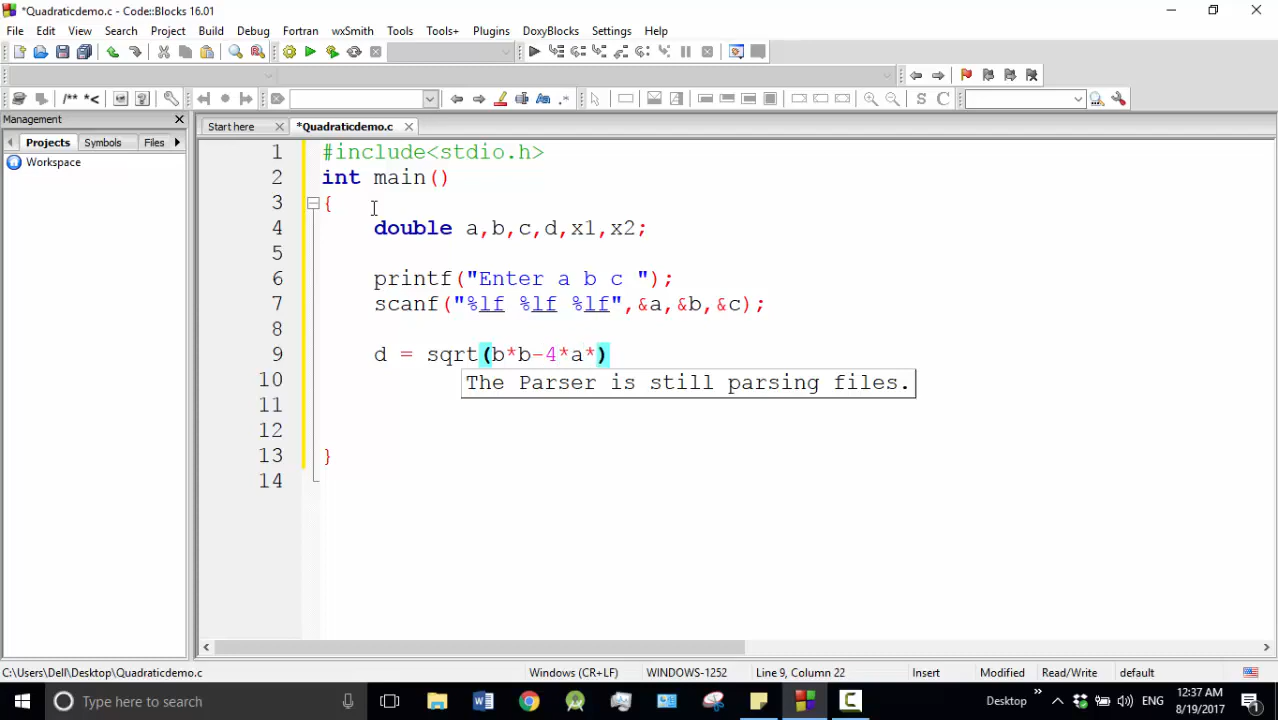 *Quadraticdemo.c - Code::Blocks 16.01
File Edit View Search Project Build Debug Fortran wxSmith Tools Tools+ Plugins DoxyBlocks Settings Help
/** *<
S C
Management
Projects Symbols Files
Workspace
Start here *Quadraticdemo.c
1 #include<stdio.h>
2 int main()
3 {
4 double a,b,c,d,x1,x2;
5
6 printf("Enter a b c ");
7 scanf("%lf %lf %lf",&a,&b,&c);
8
9 d = sqrt(b*b-4*a*)
The Parser is still parsing files.
10
11
12
13 }
14
C:\Users\Dell\Desktop\Quadraticdemo.c Windows (CR+LF) WINDOWS-1252 Line 9, Column 22 Insert Modified Read/Write default
Type here to search Desktop ENG 12:37 AM
8/19/2017